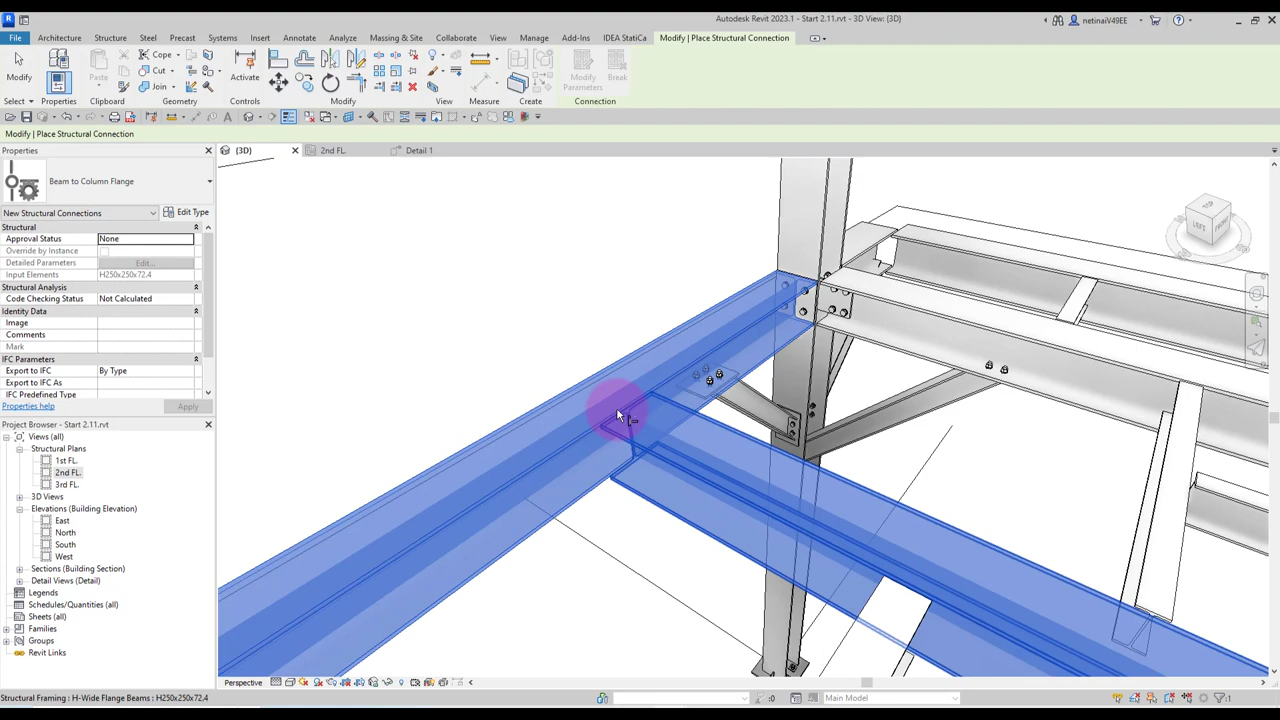 Autodesk Revit 2023.1 - Start 2.11.rvt - 3D View: {3D}
netinaiV49EE
File Architecture Structure Steel Precast Systems Insert Annotate Analyze Massing & Site Collaborate View Manage Add-Ins IDEA StatiCa Modify | Place Structural Connection
Modify Paste Cope Cut Join Activate Modify Parameters Break
Select Properties Clipboard Geometry Controls Modify View Measure Create Connection
Modify | Place Structural Connection
Properties
{3D} 2nd FL. Detail 1
Beam to Column Flange
New Structural Connections Edit Type
Structural
Approval Status None
Override by Instance
Detailed Parameters Edit...
Input Elements H250x250x72.4
Structural Analysis
Code Checking Status Not Calculated
Identity Data
Image
Comments
Mark
IFC Parameters
Export to IFC By Type
Export to IFC As
IFC Predefined Type
Properties help Apply
Project Browser - Start 2.11.rvt
Views (all)
Structural Plans
1st FL.
2nd FL.
3rd FL.
3D Views
Elevations (Building Elevation)
East
North
South
West
Sections (Building Section)
Detail Views (Detail)
Legends
Schedules/Quantities (all)
Sheets (all)
Families
Groups
Revit Links
TOP
LEFT FRONT
Perspective
Structural Framing : H-Wide Flange Beams : H250x250x72.4 :0 Main Model :1